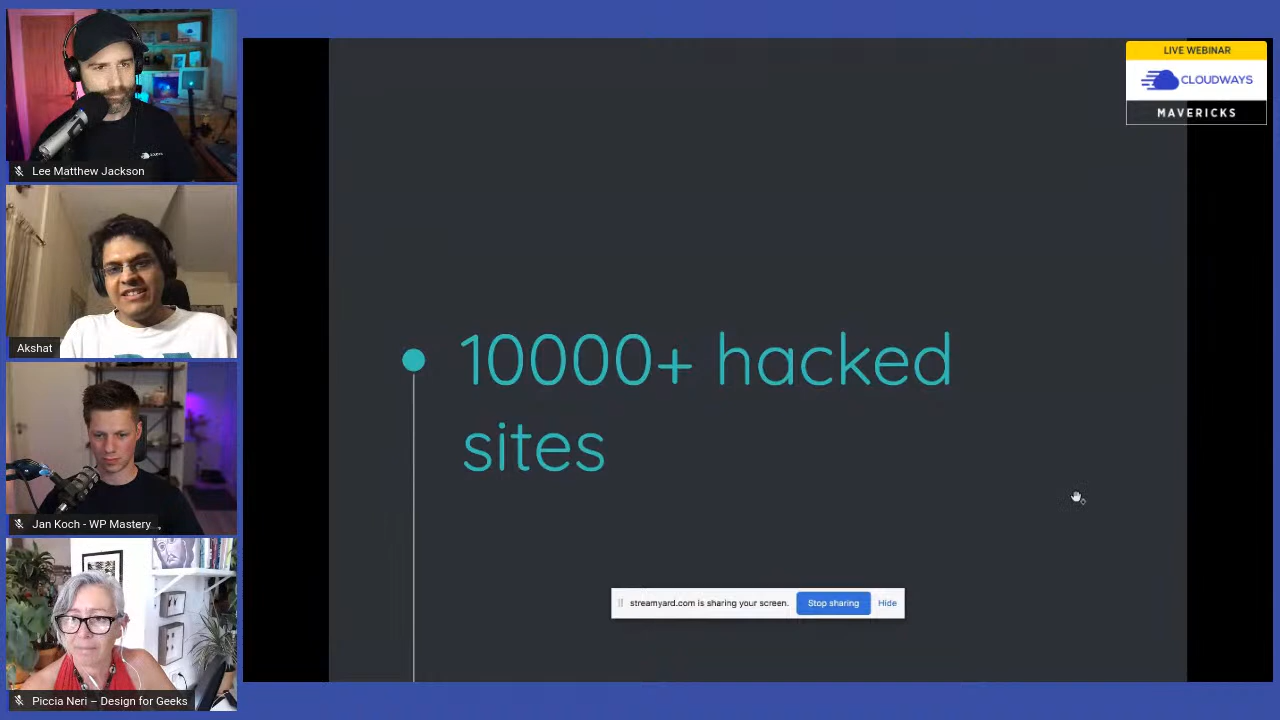 Lee Matthew Jackson
Akshat
Jan Koch - WP Mastery
Piccia Neri – Design for Geeks
LIVE WEBINAR
CLOUDWAYS
MAVERICKS
10000+ hacked
sites
streamyard.com is sharing your screen.
Stop sharing
Hide